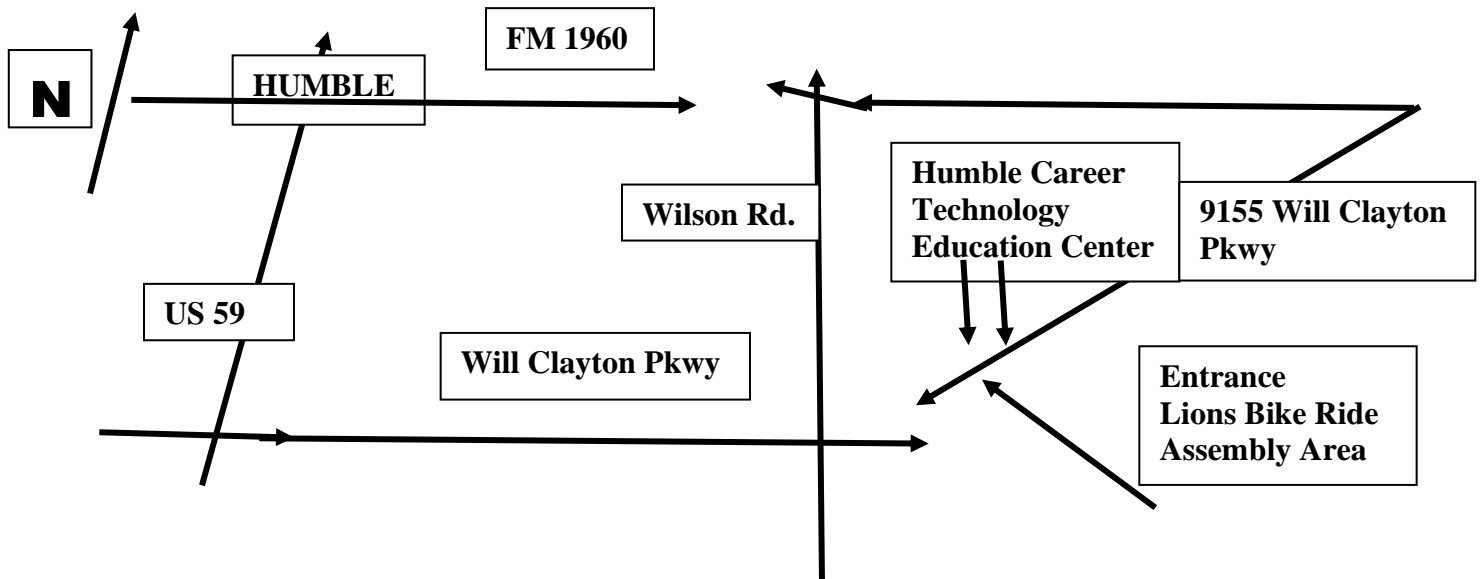 FM 1960
N
HUMBLE
Humble Career
Technology
Education Center
9155 Will Clayton
Pkwy
Wilson Rd.
US 59
Will Clayton Pkwy
Entrance
Lions Bike Ride
Assembly Area